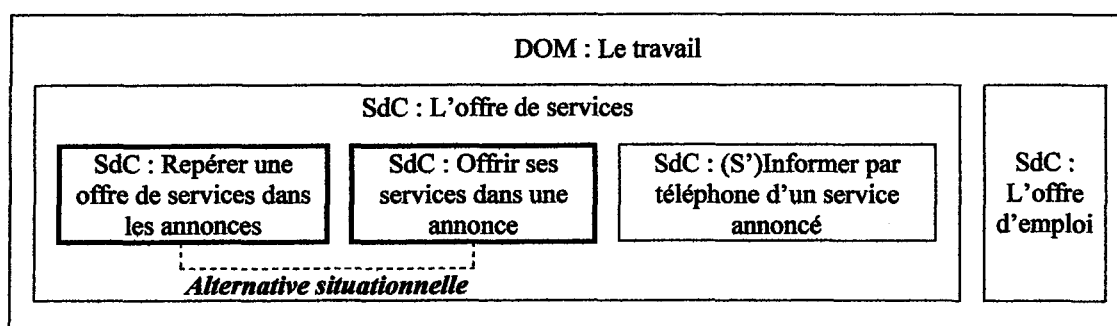 DOM : Le travail
SdC : L'offre de services
SdC : Repérer une
offre de services dans
les annonces
SdC : Offrir ses
services dans une
annonce
SdC : (S')Informer par
téléphone d'un service
annoncé
SdC :
L'offre
d'emploi
Alternative situationnelle